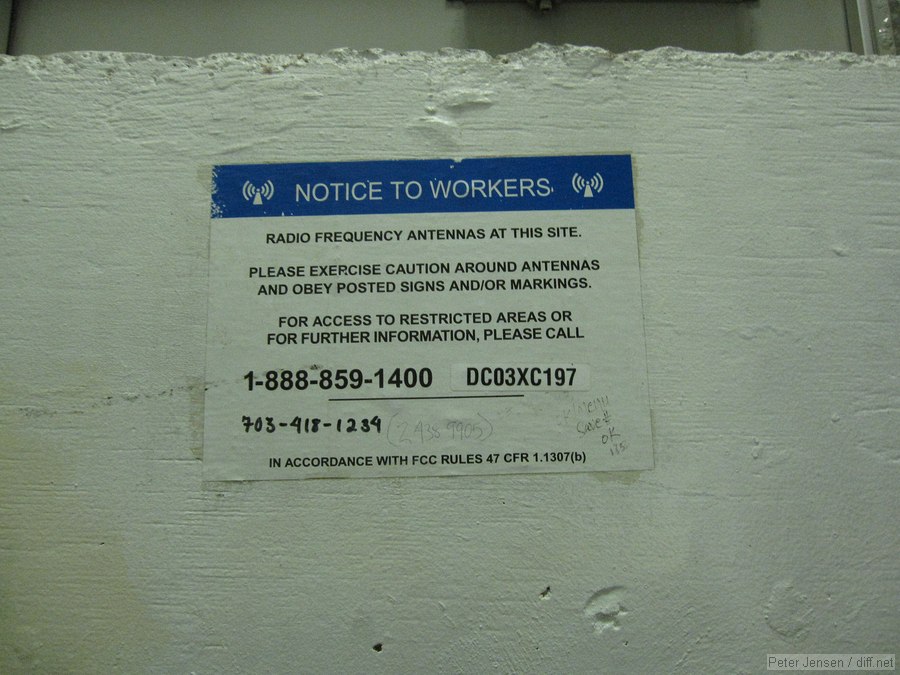 NOTICE TO WORKERS
RADIO FREQUENCY ANTENNAS AT THIS SITE.
PLEASE EXERCISE CAUTION AROUND ANTENNAS
AND OBEY POSTED SIGNS AND/OR MARKINGS.
FOR ACCESS TO RESTRICTED AREAS OR
FOR FURTHER INFORMATION, PLEASE CALL
1-888-859-1400 DC03XC197
703-418-1234
OK
IN ACCORDANCE WITH FCC RULES 47 CFR 1.1307(b)
Peter Jensen / diff.net